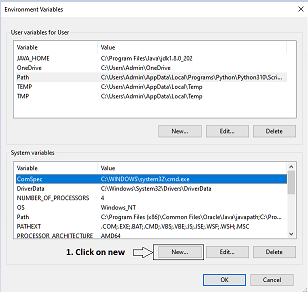 Environment Variables
User variables for User
Variable Value
JAVA_HOME C:\Program Files\Java\jdk1.8.0_202
OneDrive C:\Users\Admin\OneDrive
Path C:\Users\Admin\AppData\Local\Programs\Python\Python310\Scri...
TEMP C:\Users\Admin\AppData\Local\Temp
TMP C:\Users\Admin\AppData\Local\Temp
New... Edit... Delete
System variables
Variable Value
ComSpec C:\WINDOWS\system32\cmd.exe
DriverData C:\Windows\System32\Drivers\DriverData
NUMBER_OF_PROCESSORS 4
OS Windows_NT
Path C:\Program Files (x86)\Common Files\Oracle\Java\javapath;C:\Pro...
PATHEXT .COM;.EXE;.BAT;.CMD;.VBS;.VBE;.JS;.JSE;.WSF;.WSH;.MSC
PROCESSOR_ARCHITECTURE AMD64
1. Click on new New... Edit... Delete
OK Cancel